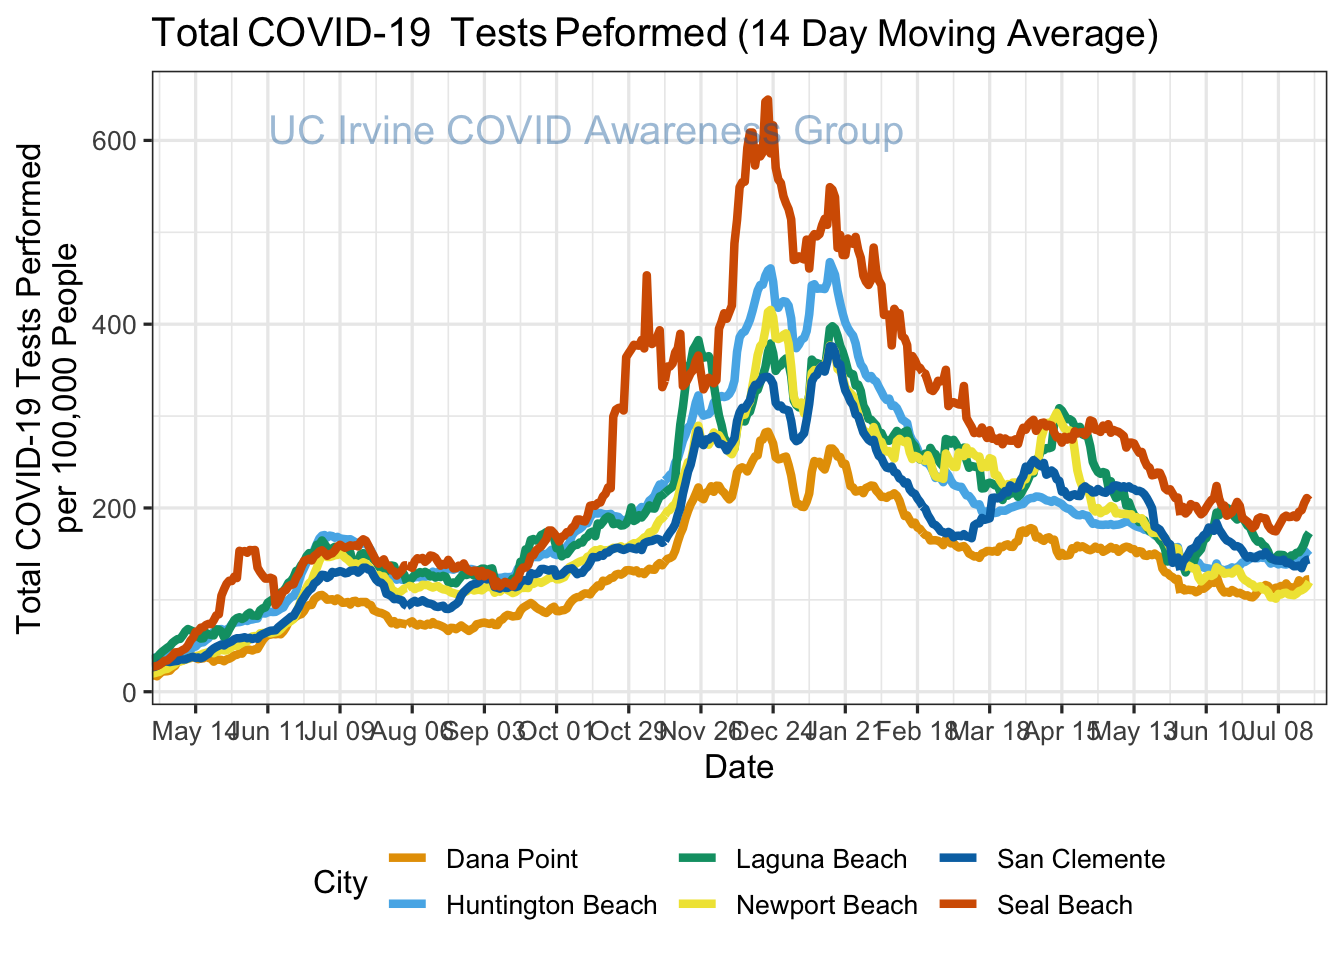 Total COVID-19 Tests Peformed (14 Day Moving Average)
UC Irvine COVID Awareness Group
Total COVID-19 Tests Performed
per 100,000 People
600
400
200
0
May 14 Jun 11 Jul 09 Aug 06 Sep 03 Oct 01 Oct 29 Nov 26 Dec 24 Jan 21 Feb 18 Mar 18 Apr 15 May 13 Jun 10 Jul 08
Date
City
Dana Point Laguna Beach San Clemente
Huntington Beach Newport Beach Seal Beach